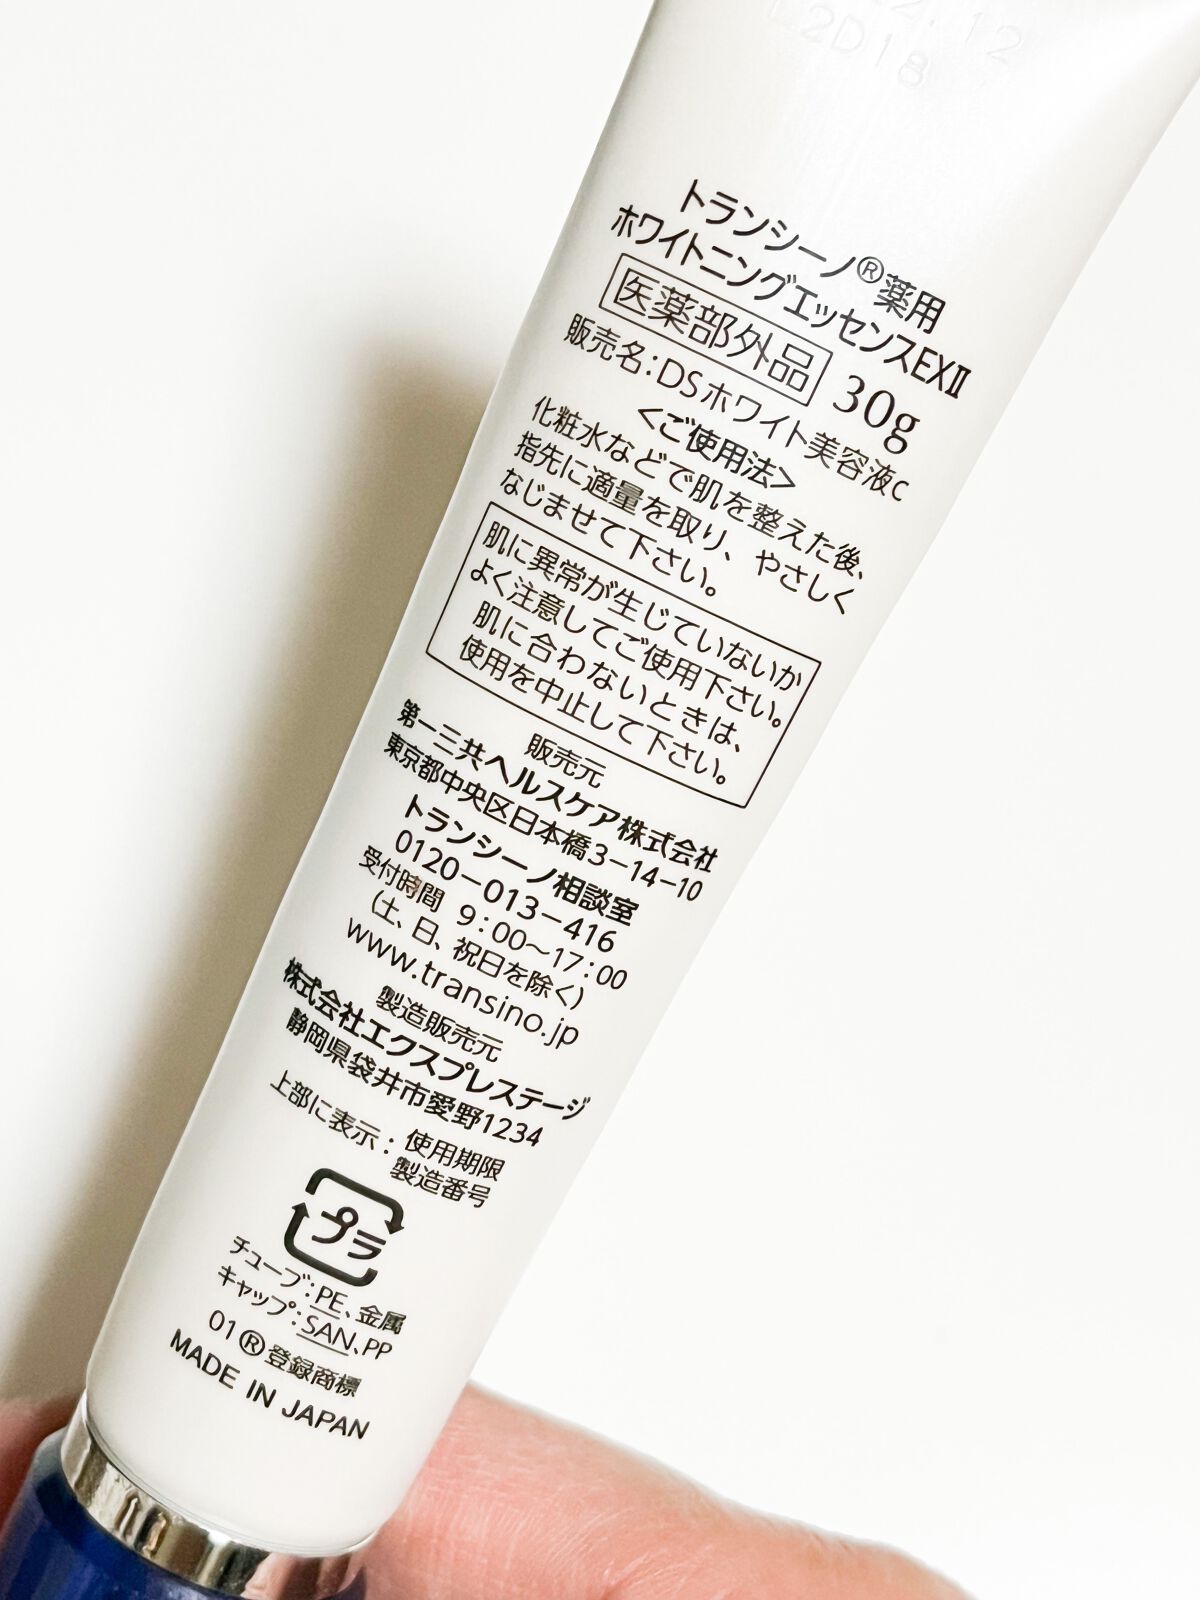 12
2D18
トランシーノ®薬用
ホワイトニングエッセンスEXⅡ
医薬部外品 30g
販売名：DSホワイト美容液C
＜ご使用法＞
化粧水などで肌を整えた後、
指先に適量を取り、やさしく
なじませて下さい。
肌に異常が生じていないか
よく注意してご使用下さい。
肌に合わないときは、
使用を中止して下さい。
販売元
第一三共ヘルスケア株式会社
東京都中央区日本橋3−14−10
トランシーノ相談室
0120−013−416
受付時間 9：00〜17：00
(土、日、祝日を除く)
www.transino.jp
製造販売元
株式会社エクスプレステージ
静岡県袋井市愛野1234
上部に表示：使用期限
製造番号
プラ
チューブ：PE、金属
キャップ：SAN、PP
01®登録商標
MADE IN JAPAN